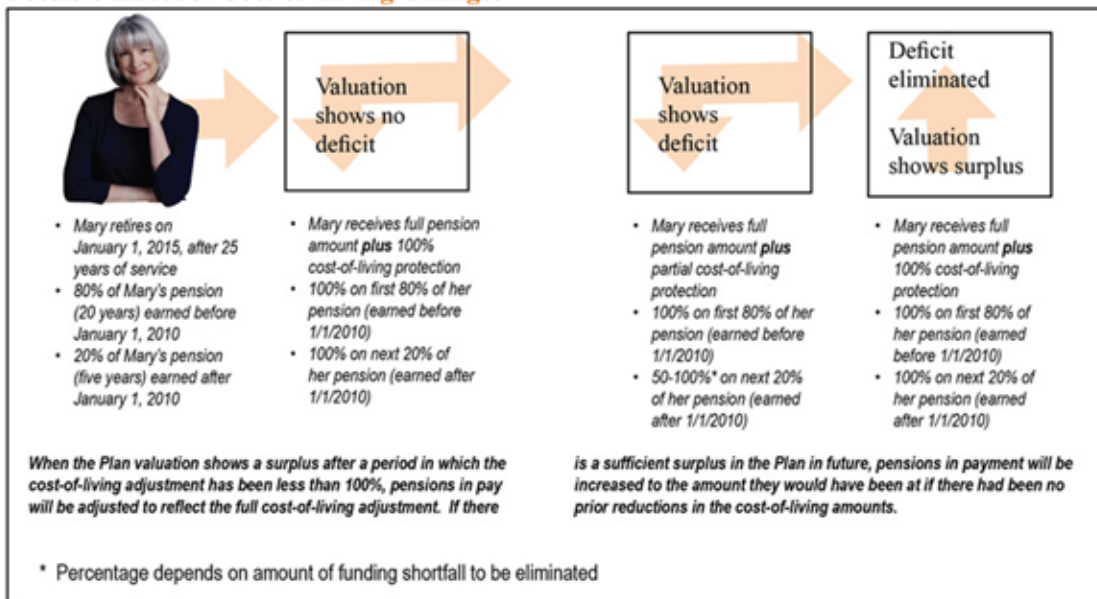 Valuation
shows no
deficit
Valuation
shows
deficit
Deficit
eliminated
Valuation
shows surplus
• Mary retires on
January 1, 2015, after 25
years of service
• 80% of Mary's pension
(20 years) earned before
January 1, 2010
• 20% of Mary's pension
(five years) earned after
January 1, 2010
• Mary receives full pension
amount plus 100%
cost-of-living protection
• 100% on first 80% of her
pension (earned before
1/1/2010)
• 100% on next 20% of
her pension (earned after
1/1/2010)
• Mary receives full
pension amount plus
partial cost-of-living
protection
• 100% on first 80% of her
pension (earned before
1/1/2010)
• 50-100%* on next 20%
of her pension (earned
after 1/1/2010)
• Mary receives full
pension amount plus
100% cost-of-living
protection
• 100% on first 80% of
her pension (earned
before 1/1/2010)
• 100% on next 20% of
her pension (earned
after 1/1/2010)
When the Plan valuation shows a surplus after a period in which the
cost-of-living adjustment has been less than 100%, pensions in pay
will be adjusted to reflect the full cost-of-living adjustment. If there
is a sufficient surplus in the Plan in future, pensions in payment will be
increased to the amount they would have been at if there had been no
prior reductions in the cost-of-living amounts.
* Percentage depends on amount of funding shortfall to be eliminated